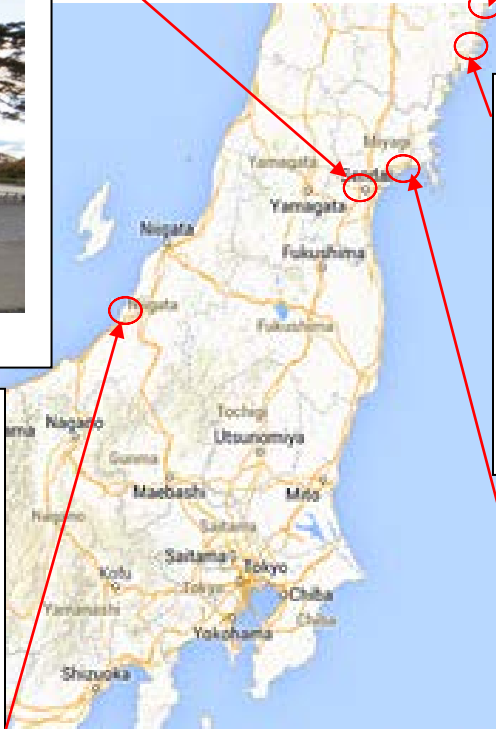 Miyagi
Yamagata
Sendai
Yamagata
Niigata
Fukushima
Niigata
Fukushima
Tochigi
ama
Nagano
Utsunomiya
Gunma
Maebashi
Mito
Nagano
Saitama
Saitama
Tokyo
Kofu
Tokyo
Chiba
Yamanashi
Chiba
Yokohama
Shizuoka